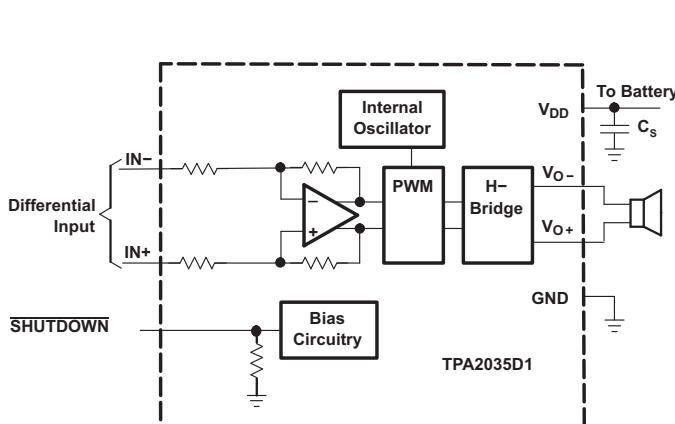 Internal
Oscillator
To Battery
VDD
CS
IN−
Differential
Input
IN+
−
+
PWM
H−
Bridge
VO−
VO+
GND
SHUTDOWN
Bias
Circuitry
TPA2035D1